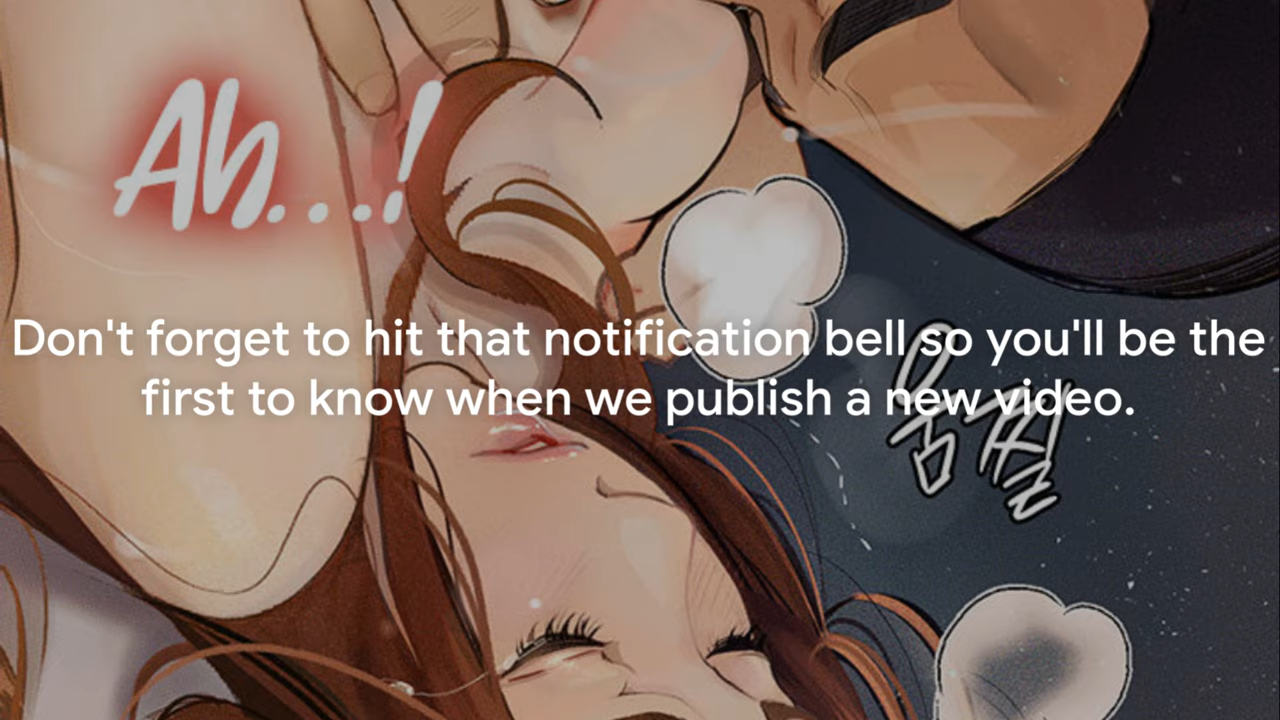 Ah...!
Don't forget to hit that notification bell so you'll be the
first to know when we publish a new video.
움찔